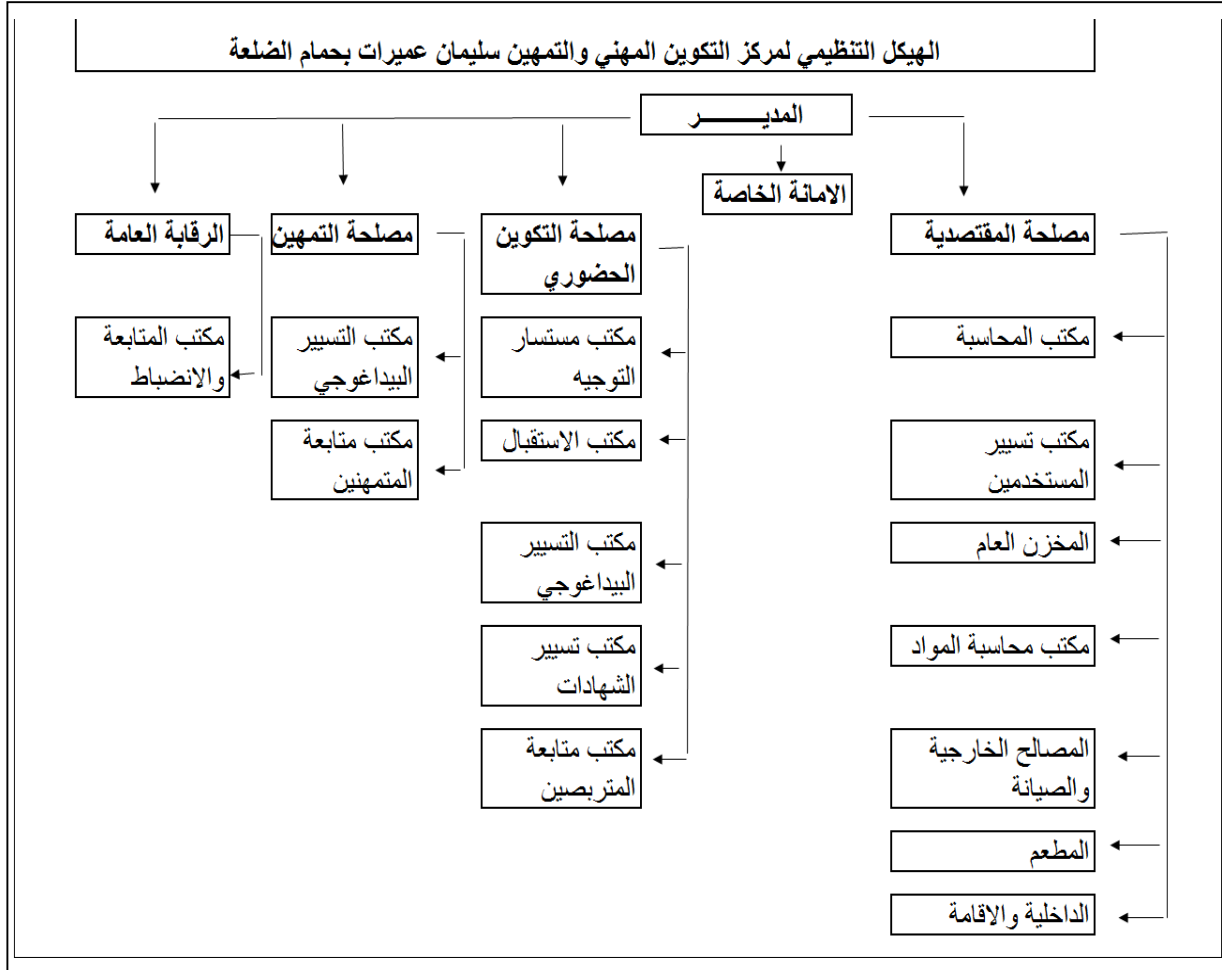 الهيكل التنظيمي لمركز التكوين المهني والتمهين سليمان عميرات بحمام الضلعة
المديـــــــــر
الامانة الخاصة
مصلحة المقتصدية
مكتب المحاسبة
مكتب تسيير
المستخدمين
المخزن العام
مكتب محاسبة المواد
المصالح الخارجية
والصيانة
المطعم
الداخلية والاقامة
مصلحة التكوين
الحضوري
مكتب مستسار
التوجيه
مكتب الاستقبال
مكتب التسيير
البيداغوجي
مكتب تسيير
الشهادات
مكتب متابعة
المتربصين
مصلحة التمهين
مكتب التسيير
البيداغوجي
مكتب متابعة
المتمهنين
الرقابة العامة
مكتب المتابعة
والانضباط